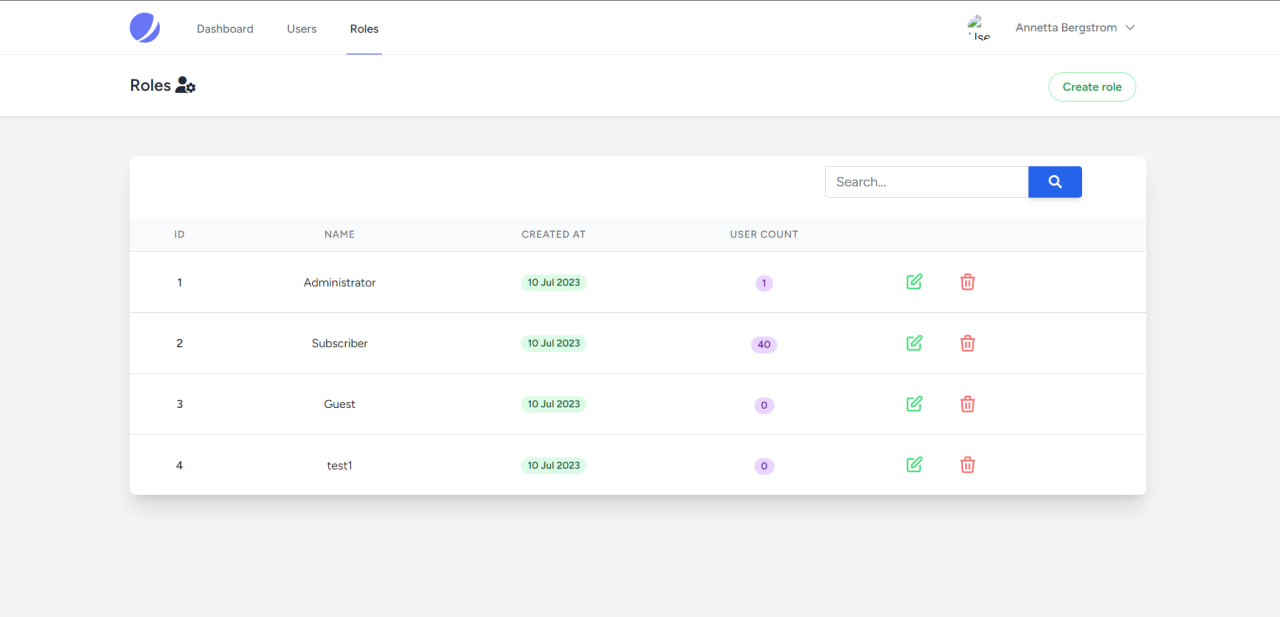 Dashboard Users Roles Use Annetta Bergstrom
Roles Create role
Search...
ID NAME CREATED AT USER COUNT
1 Administrator 10 Jul 2023 1
2 Subscriber 10 Jul 2023 40
3 Guest 10 Jul 2023 0
4 test1 10 Jul 2023 0